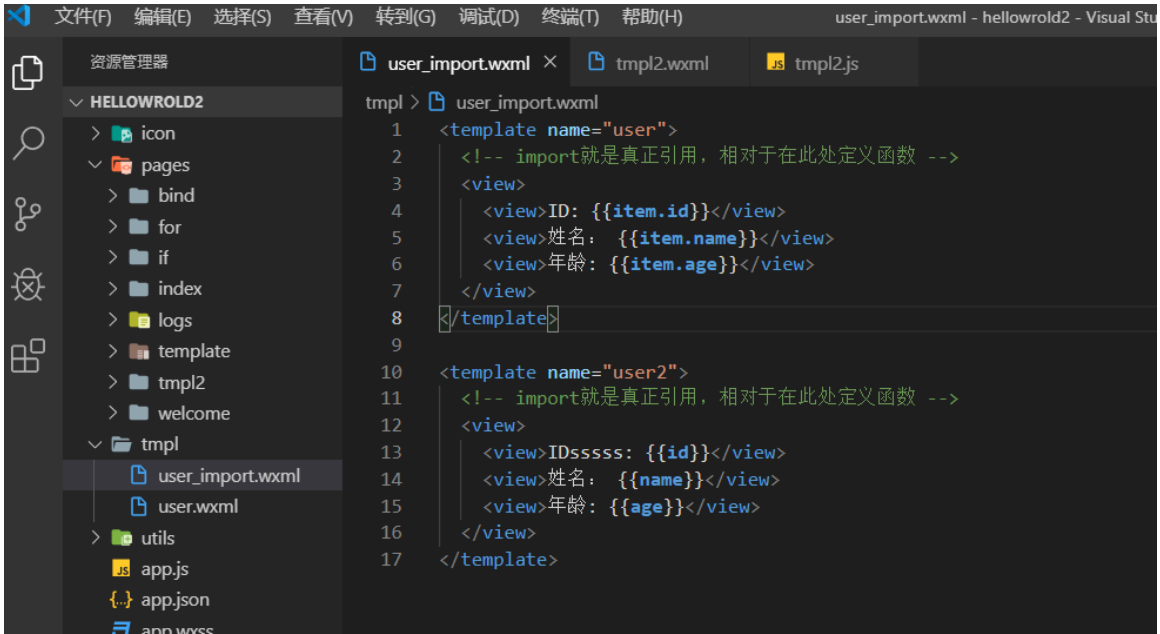 文件(F) 编辑(E) 选择(S) 查看(V) 转到(G) 调试(D) 终端(T) 帮助(H) user_import.wxml - hellowrold2 - Visual Stu
资源管理器
HELLOWROLD2
icon
pages
bind
for
if
index
logs
template
tmpl2
welcome
tmpl
user_import.wxml
user.wxml
utils
JS app.js
{..} app.json
app.wxss
user_import.wxml × tmpl2.wxml JS tmpl2.js
tmpl > user_import.wxml
1 <template name="user">
2 <!-- import就是真正引用，相对于在此处定义函数 -->
3 <view>
4 <view>ID: {{item.id}}</view>
5 <view>姓名： {{item.name}}</view>
6 <view>年龄: {{item.age}}</view>
7 </view>
8 </template>
9
10 <template name="user2">
11 <!-- import就是真正引用，相对于在此处定义函数 -->
12 <view>
13 <view>IDsssss: {{id}}</view>
14 <view>姓名： {{name}}</view>
15 <view>年龄: {{age}}</view>
16 </view>
17 </template>